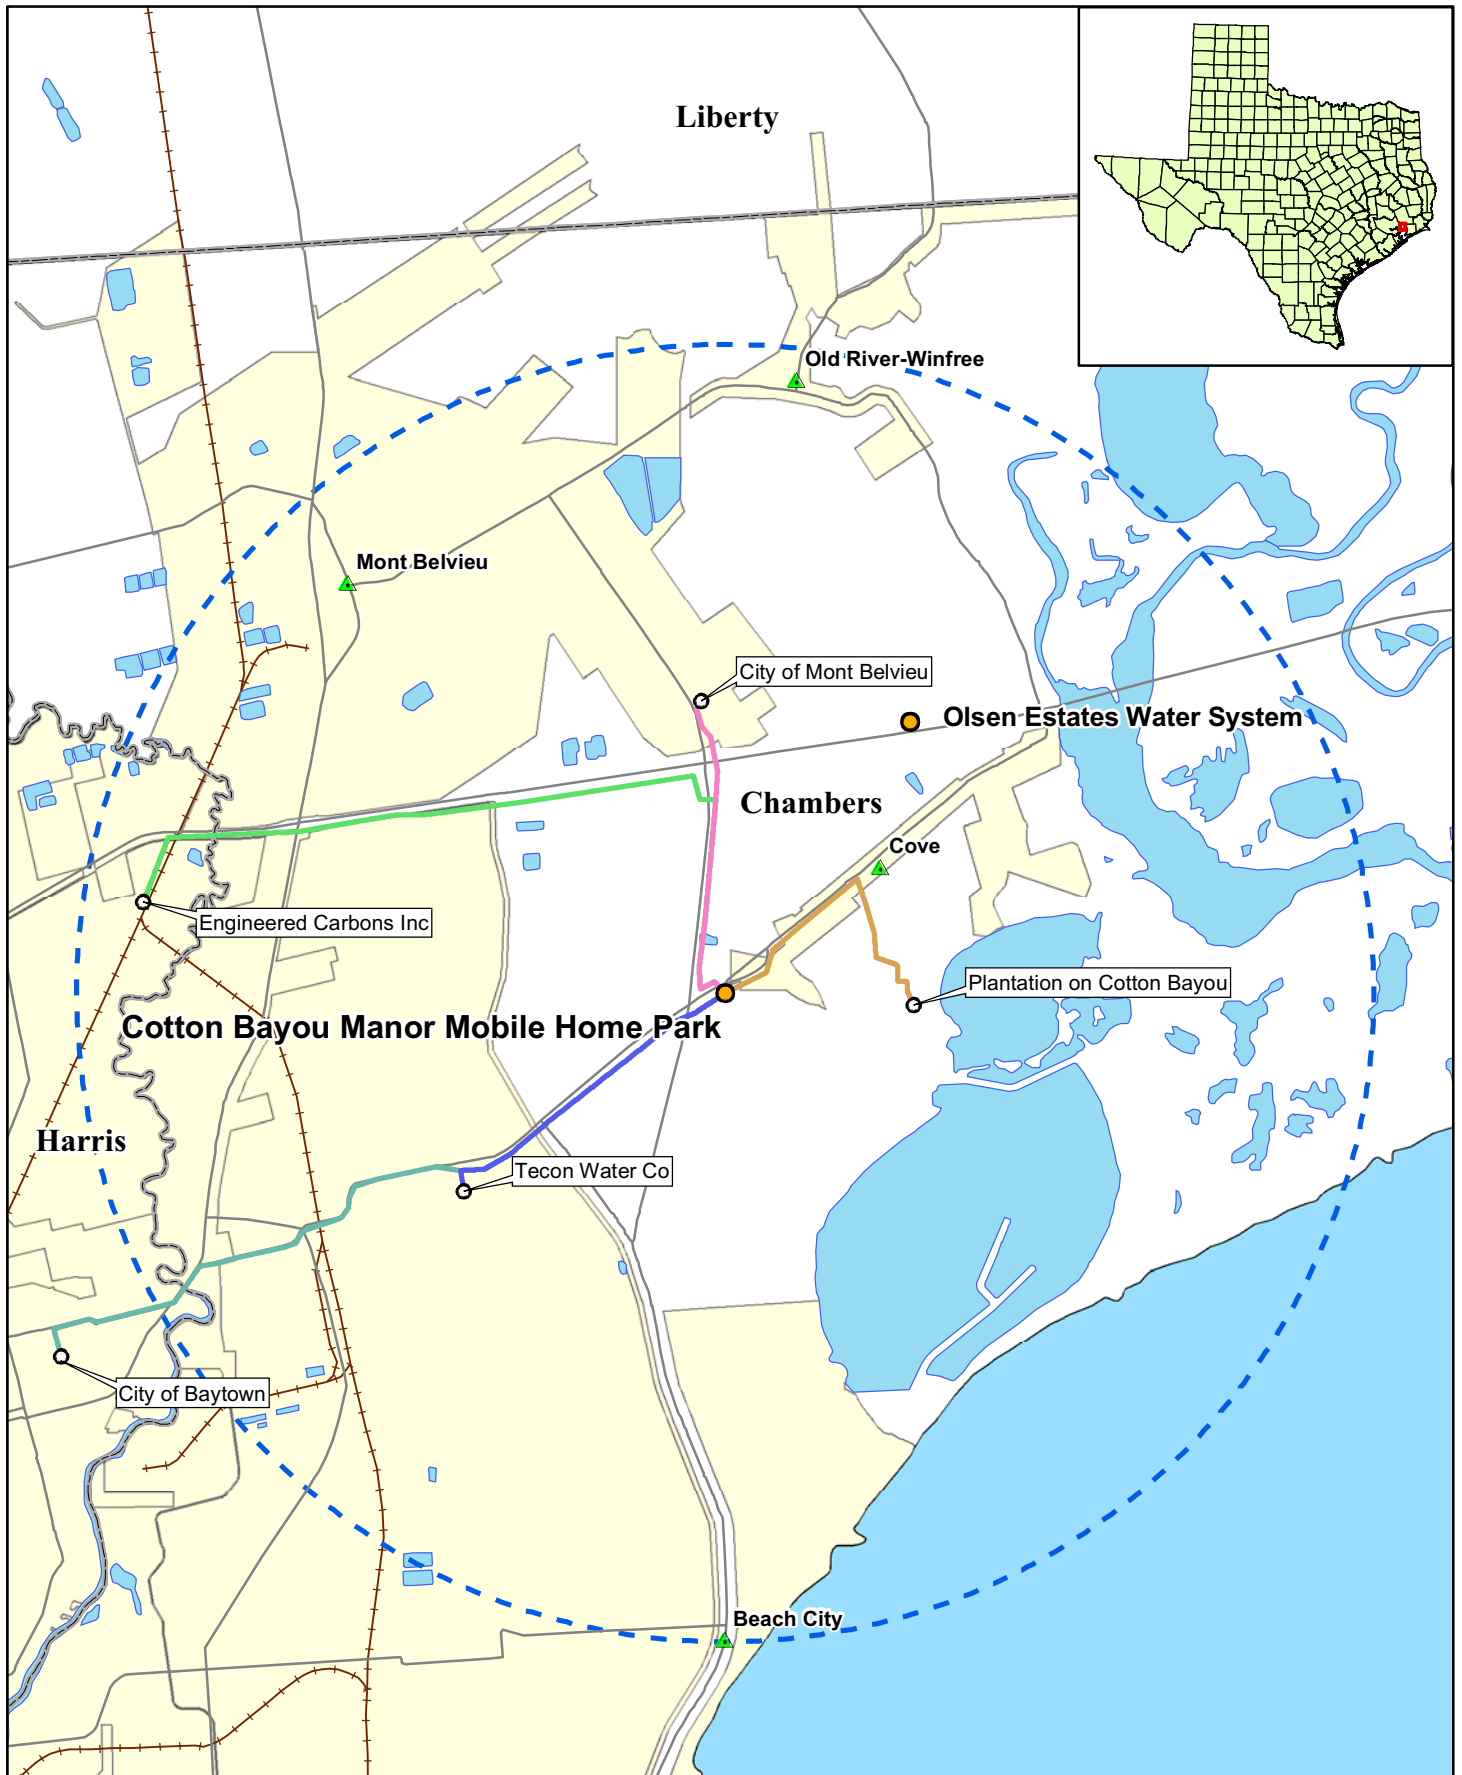 Liberty
Old River-Winfree
Mont Belvieu
City of Mont Belvieu
Olsen Estates Water System
Chambers
Cove
Engineered Carbons Inc
Plantation on Cotton Bayou
Cotton Bayou Manor Mobile Home Park
Harris
Tecon Water Co
City of Baytown
Beach City